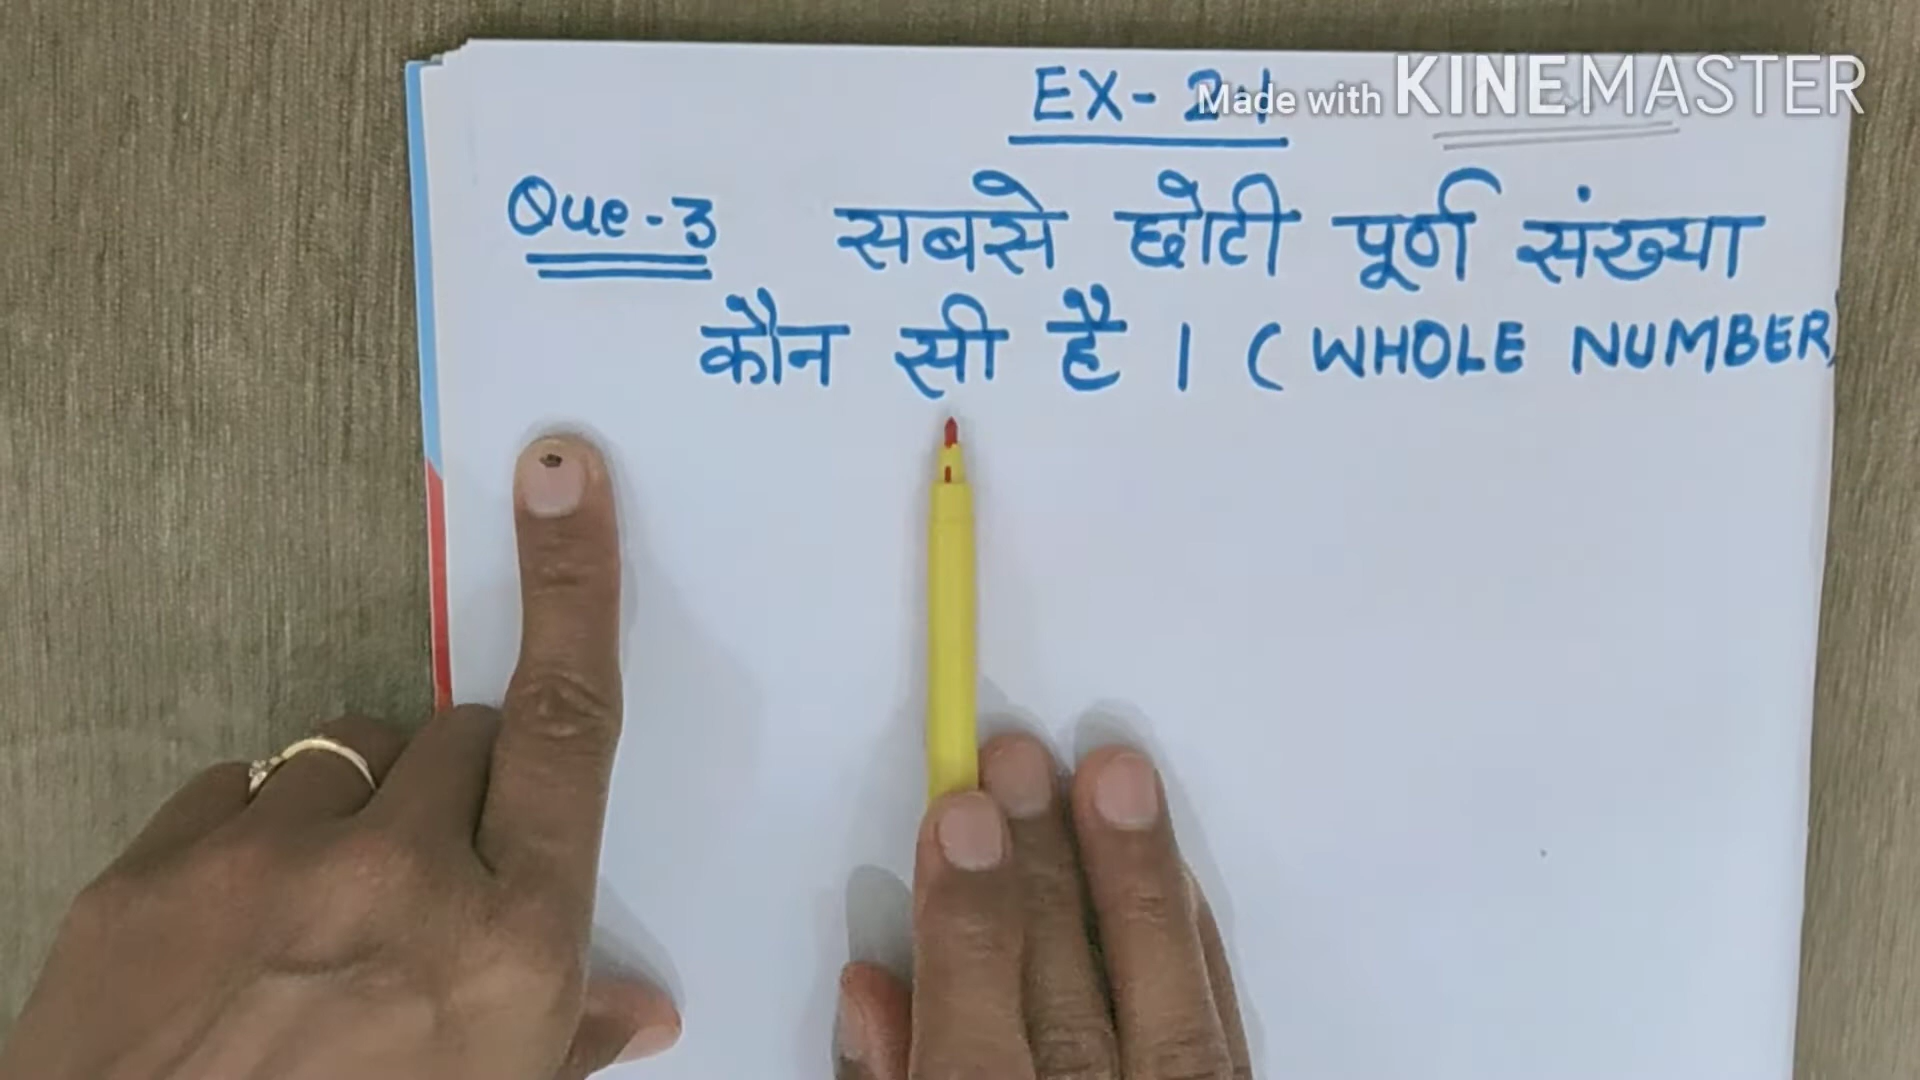 EX- 2.1
Made with KINEMASTER
Que-3 सबसे छोटी पूर्ण संख्या
कौन सी है । ( WHOLE NUMBER)